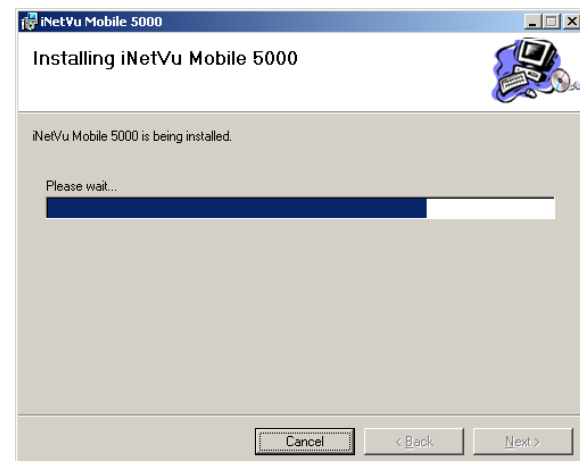 iNetVu Mobile 5000
Installing iNetVu Mobile 5000
iNetVu Mobile 5000 is being installed.
Please wait...
Cancel
< Back
Next >